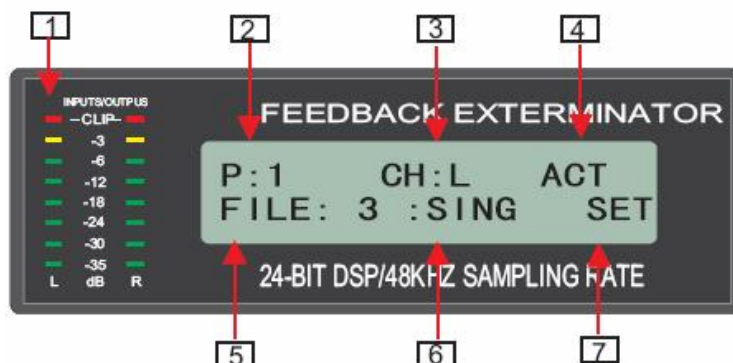 1 2 3 4
INPUTS/OUTPUS
–CLIP–
FEEDBACK EXTERMINATOR
-3
-6
-12
-18
-24
-30
-35
L dB R
P:1 CH:L ACT
FILE: 3 :SING SET
24-BIT DSP/48KHZ SAMPLING RATE
5 6 7